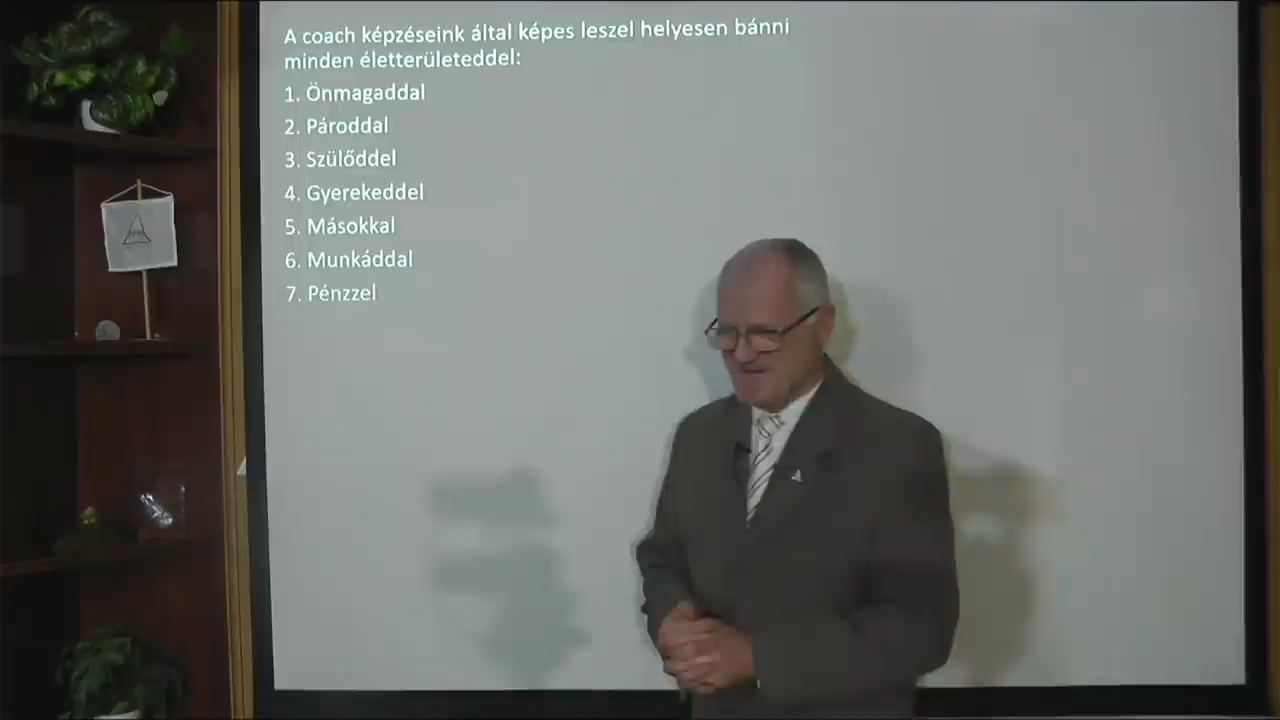 A coach képzéseink által képes leszel helyesen bánni
minden életterületeddel:
1. Önmagaddal
2. Pároddal
3. Szülőddel
4. Gyerekeddel
5. Másokkal
6. Munkáddal
7. Pénzzel